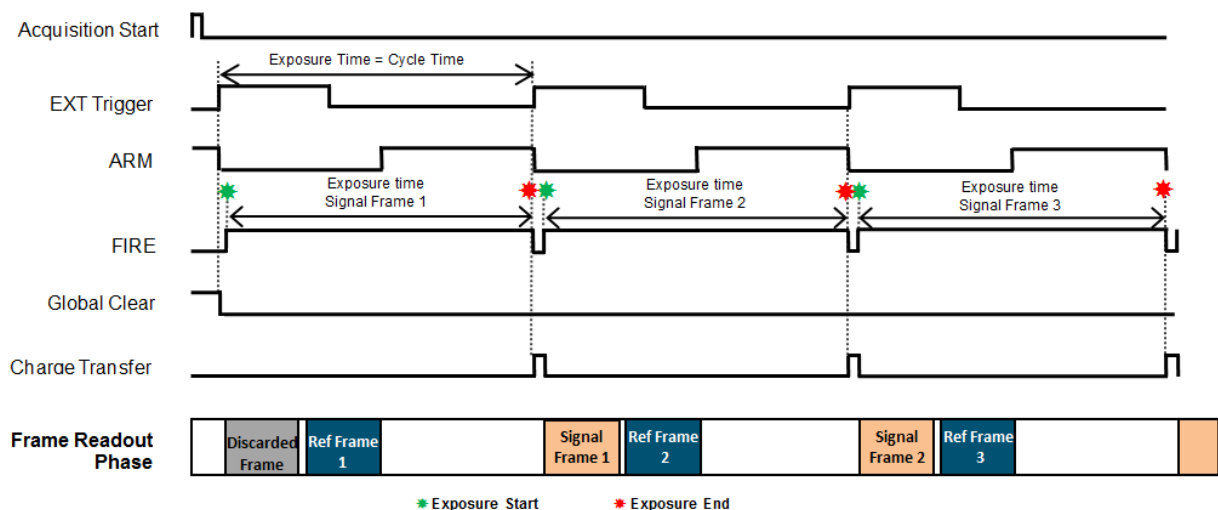 Acquisition Start
Exposure Time = Cycle Time
EXT Trigger
ARM
Exposure time
Signal Frame 1
Exposure time
Signal Frame 2
Exposure time
Signal Frame 3
FIRE
Global Clear
Charge Transfer
Frame Readout
Phase
Discarded
Frame
Ref Frame
1
Signal
Frame 1
Ref Frame
2
Signal
Frame 2
Ref Frame
3
Exposure Start
Exposure End